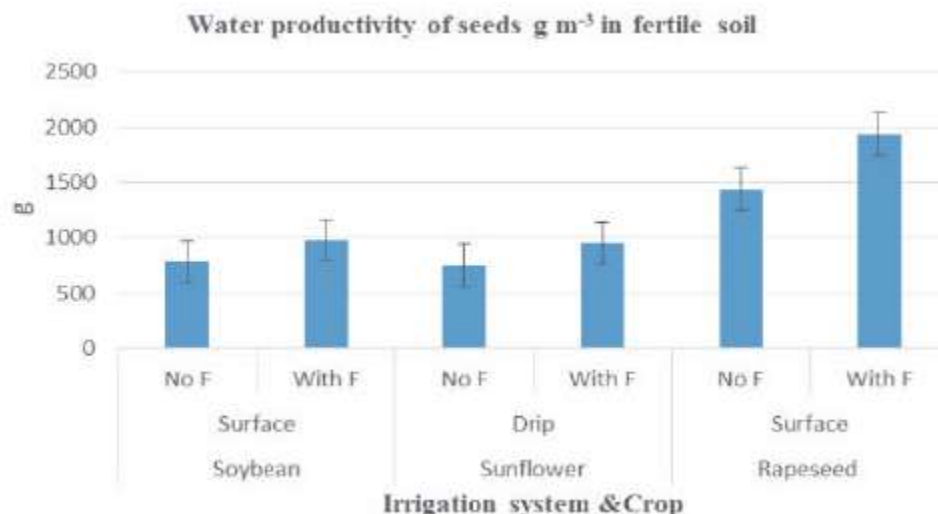 Water productivity of seeds g m-³ in fertile soil
2500
2000
1500
1000
500
0
g
No F With F No F With F No F With F
Surface Drip Surface
Soybean Sunflower Rapeseed
Irrigation system &Crop